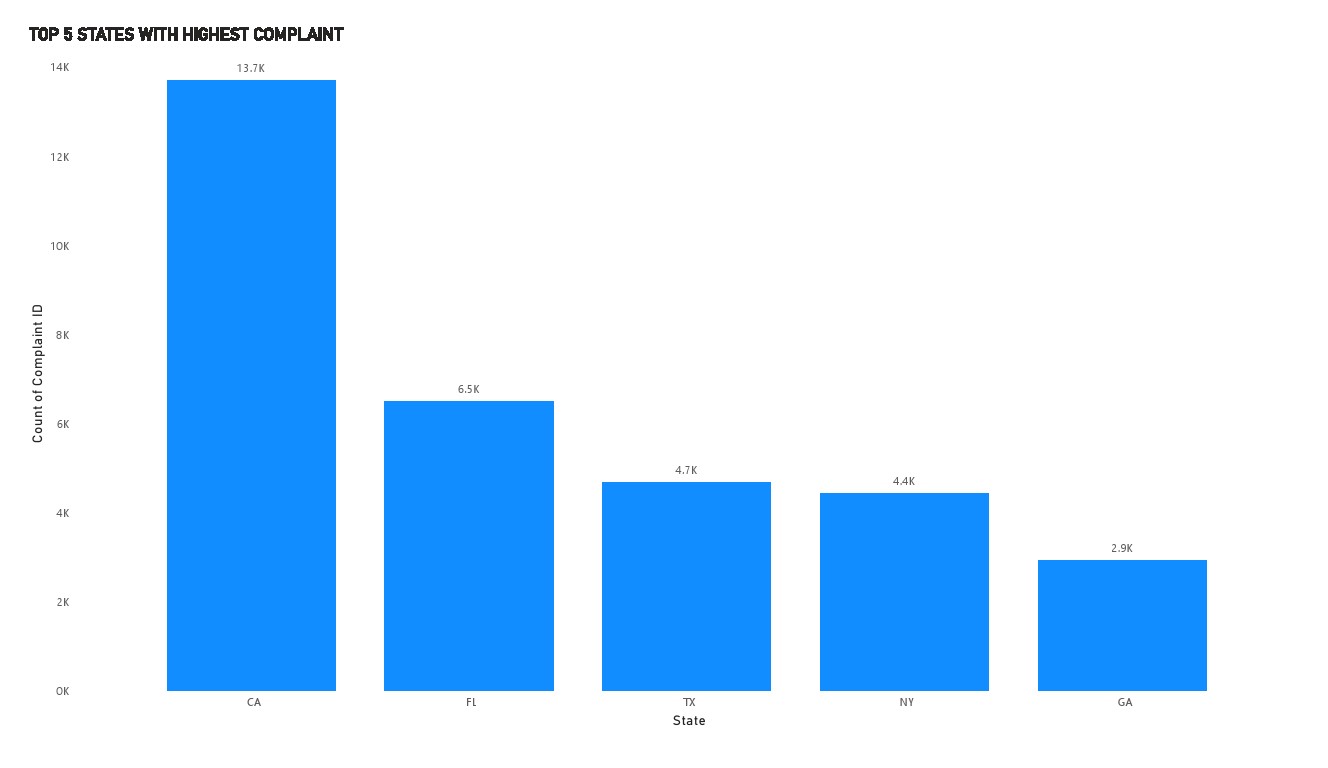 TOP 5 STATES WITH HIGHEST COMPLAINT
14K
13.7K
12K
10K
8K
6.5K
6K
4.7K
4.4K
4K
2.9K
2K
0K
Count of Complaint ID
CA
FL
TX
NY
GA
State